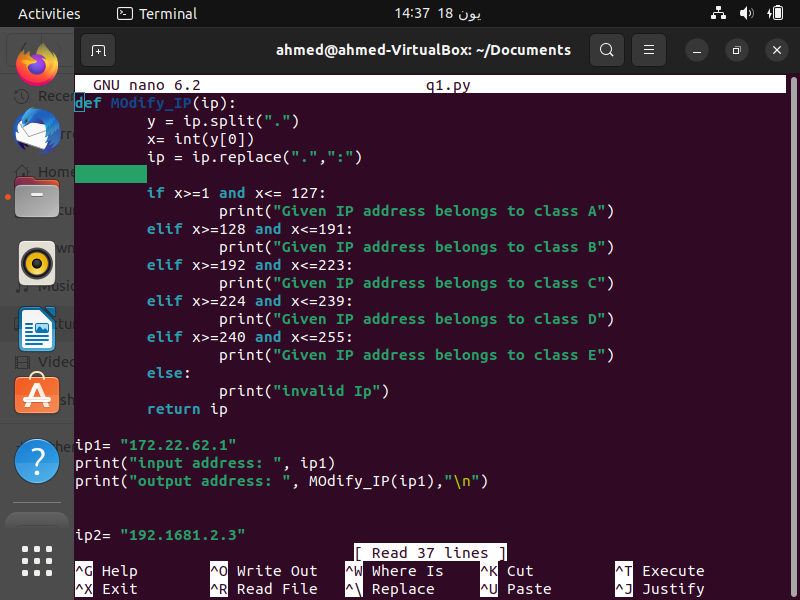 Activities Terminal 14:37 18 يون
ahmed@ahmed-VirtualBox: ~/Documents
GNU nano 6.2 q1.py
def MOdify_IP(ip):
y = ip.split(".")
x= int(y[0])
ip = ip.replace(".",":")
if x>=1 and x<= 127:
print("Given IP address belongs to class A")
elif x>=128 and x<=191:
print("Given IP address belongs to class B")
elif x>=192 and x<=223:
print("Given IP address belongs to class C")
elif x>=224 and x<=239:
print("Given IP address belongs to class D")
elif x>=240 and x<=255:
print("Given IP address belongs to class E")
else:
print("invalid Ip")
return ip
ip1= "172.22.62.1"
print("input address: ", ip1)
print("output address: ", MOdify_IP(ip1),"\n")
ip2= "192.1681.2.3"
[ Read 37 lines ]
^G Help ^O Write Out ^W Where Is ^K Cut ^T Execute
^X Exit ^R Read File ^\ Replace ^U Paste ^J Justify
Home